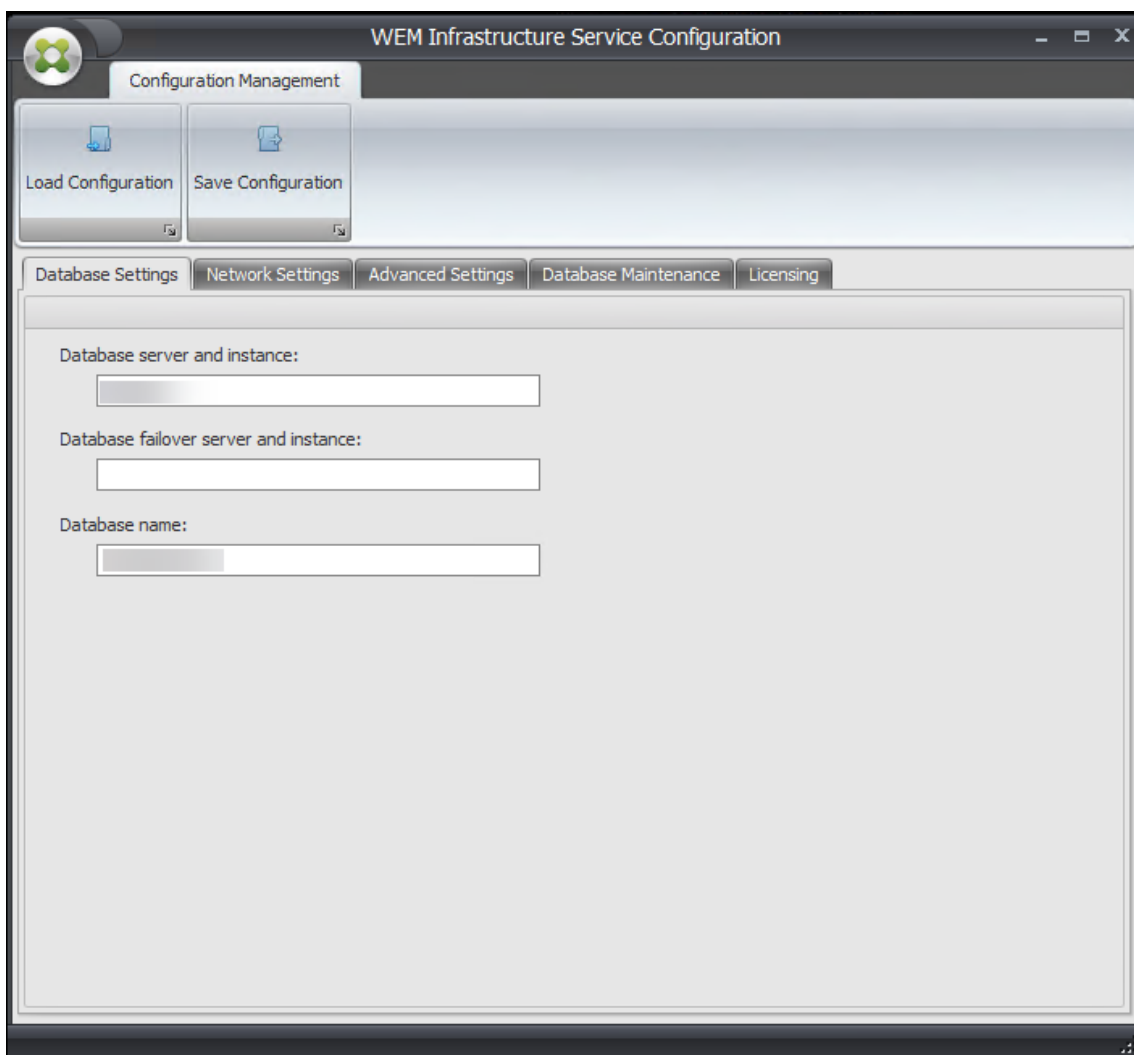 WEM Infrastructure Service Configuration
Configuration Management
Load Configuration Save Configuration
Database Settings Network Settings Advanced Settings Database Maintenance Licensing
Database server and instance:
Database failover server and instance:
Database name: